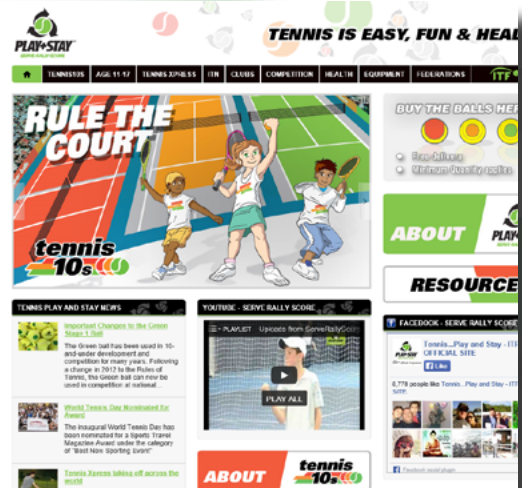 PLAY+STAY
TENNIS IS EASY, FUN & HEAL
TENNIS10S
AGE 11-17
TENNIS XPRESS
ITN
CLUBS
COMPETITION
HEALTH
EQUIPMENT
FEDERATIONS
ITF
RULE THE
COURT
tennis
10s
BUY THE BALLS HER
Free delivery
Minimum Quantity applies
ABOUT
PLAY
RESOURCE
TENNIS PLAY AND STAY NEWS
Important Changes to the Green
Stage 1 Ball
The Green ball has been used in 10-
and-under development and
competition for many years. Following
a change in 2012 to the Rules of
Tennis, the Green ball can now be
used in competition at national...
World Tennis Day Nominated for
Award
The inaugural World Tennis Day has
been nominated for a Sports Travel
Magazine Award under the category
of "Best New Sporting Event"
Tennis Xpress taking off across the
world
YOUTUBE - SERVE RALLY SCORE
PLAYLIST Uploads from ServeRallyScore
PLAY ALL
ABOUT
tennis
10s
FACEBOOK - SERVE RALLY SCORE
Tennis...Play and Stay - ITF
OFFICIAL SITE
Like
6,778 people like Tennis...Play and Stay - ITF
SITE.
Facebook social plugin